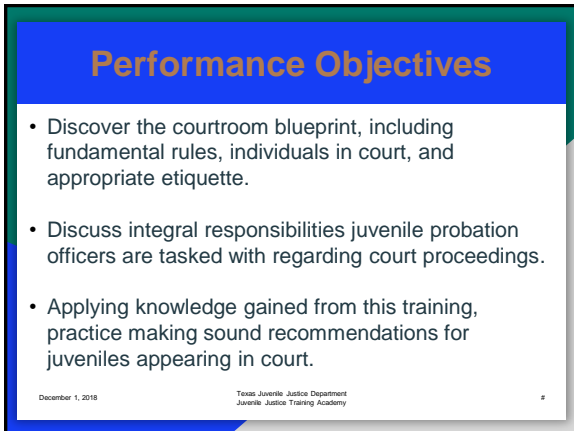 Performance Objectives
• Discover the courtroom blueprint, including
fundamental rules, individuals in court, and
appropriate etiquette.
• Discuss integral responsibilities juvenile probation
officers are tasked with regarding court proceedings.
• Applying knowledge gained from this training,
practice making sound recommendations for
juveniles appearing in court.
December 1, 2018
Texas Juvenile Justice Department
Juvenile Justice Training Academy
#